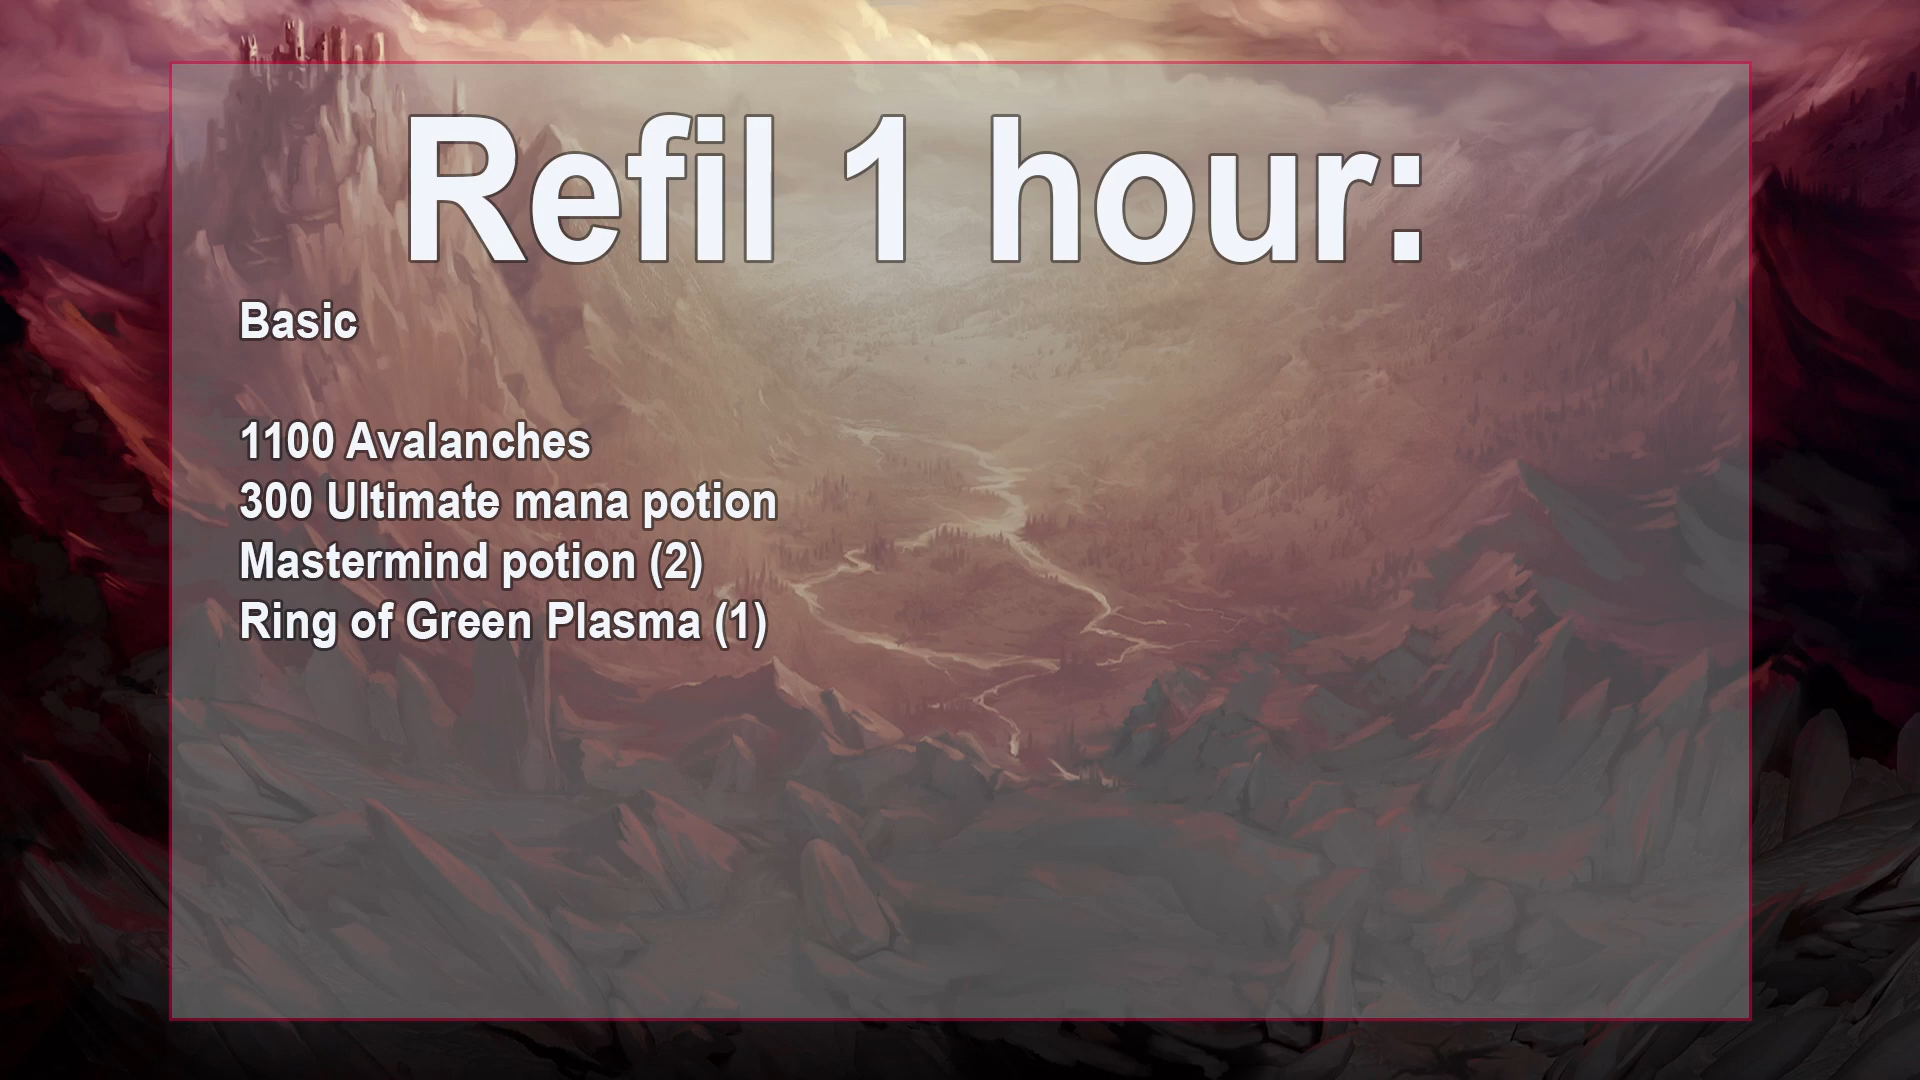 Refil 1 hour:
Basic
1100 Avalanches
300 Ultimate mana potion
Mastermind potion (2)
Ring of Green Plasma (1)